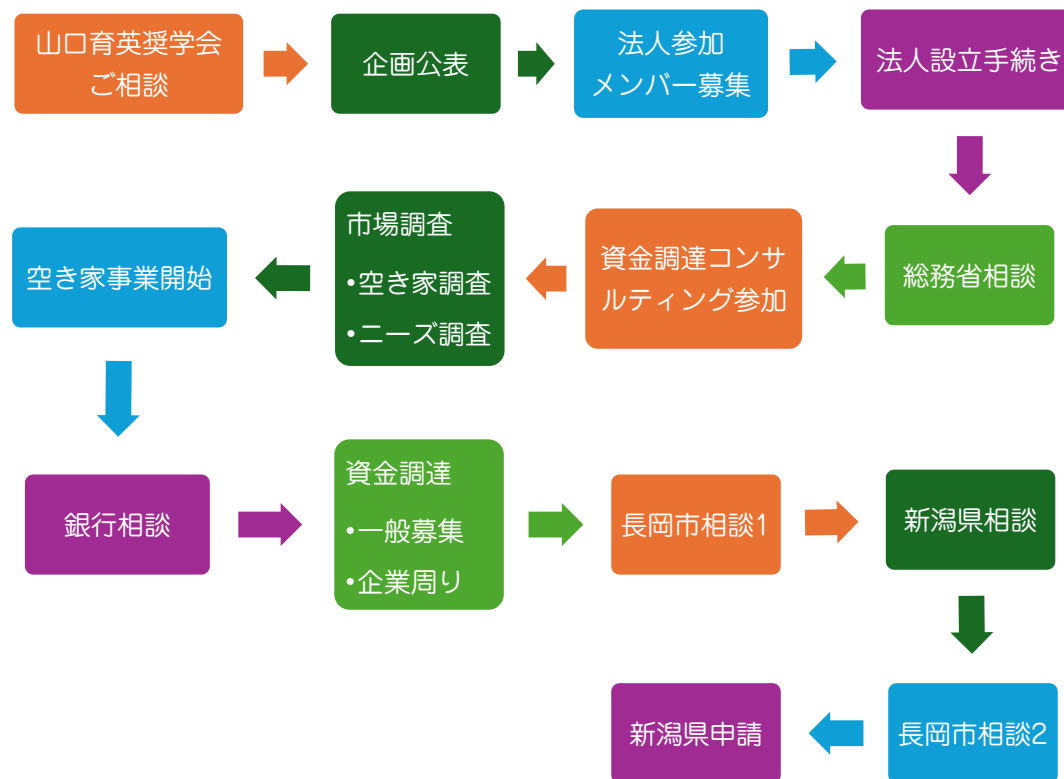 山口育英奨学会
ご相談
企画公表
法人参加
メンバー募集
法人設立手続き
総務省相談
資金調達コンサ
ルティング参加
市場調査
•空き家調査
•ニーズ調査
空き家事業開始
銀行相談
資金調達
•一般募集
•企業周り
長岡市相談1
新潟県相談
長岡市相談2
新潟県申請